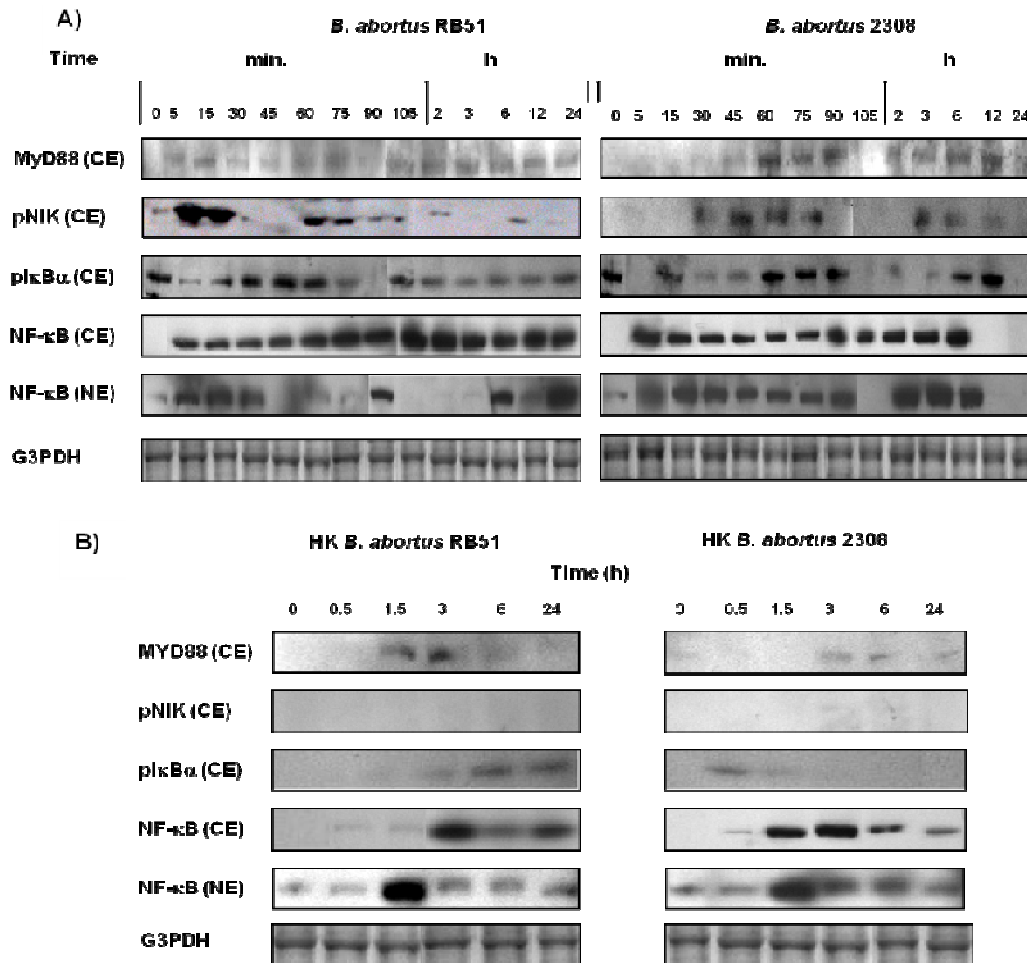 A)
B. abortus RB51 B. abortus 2308
Time min. h min. h
0 5 15 30 45 60 75 90 105 2 3 6 12 24 0 5 15 30 45 60 75 90 105 2 3 6 12 24
MyD88 (CE)
pNIK (CE)
pIκBα (CE)
NF-κB (CE)
NF-κB (NE)
G3PDH
B)
HK B. abortus RB51 HK B. abortus 2308
Time (h)
0 0.5 1.5 3 6 24 0 0.5 1.5 3 6 24
MYD88 (CE)
pNIK (CE)
pIκBα (CE)
NF-κB (CE)
NF-κB (NE)
G3PDH